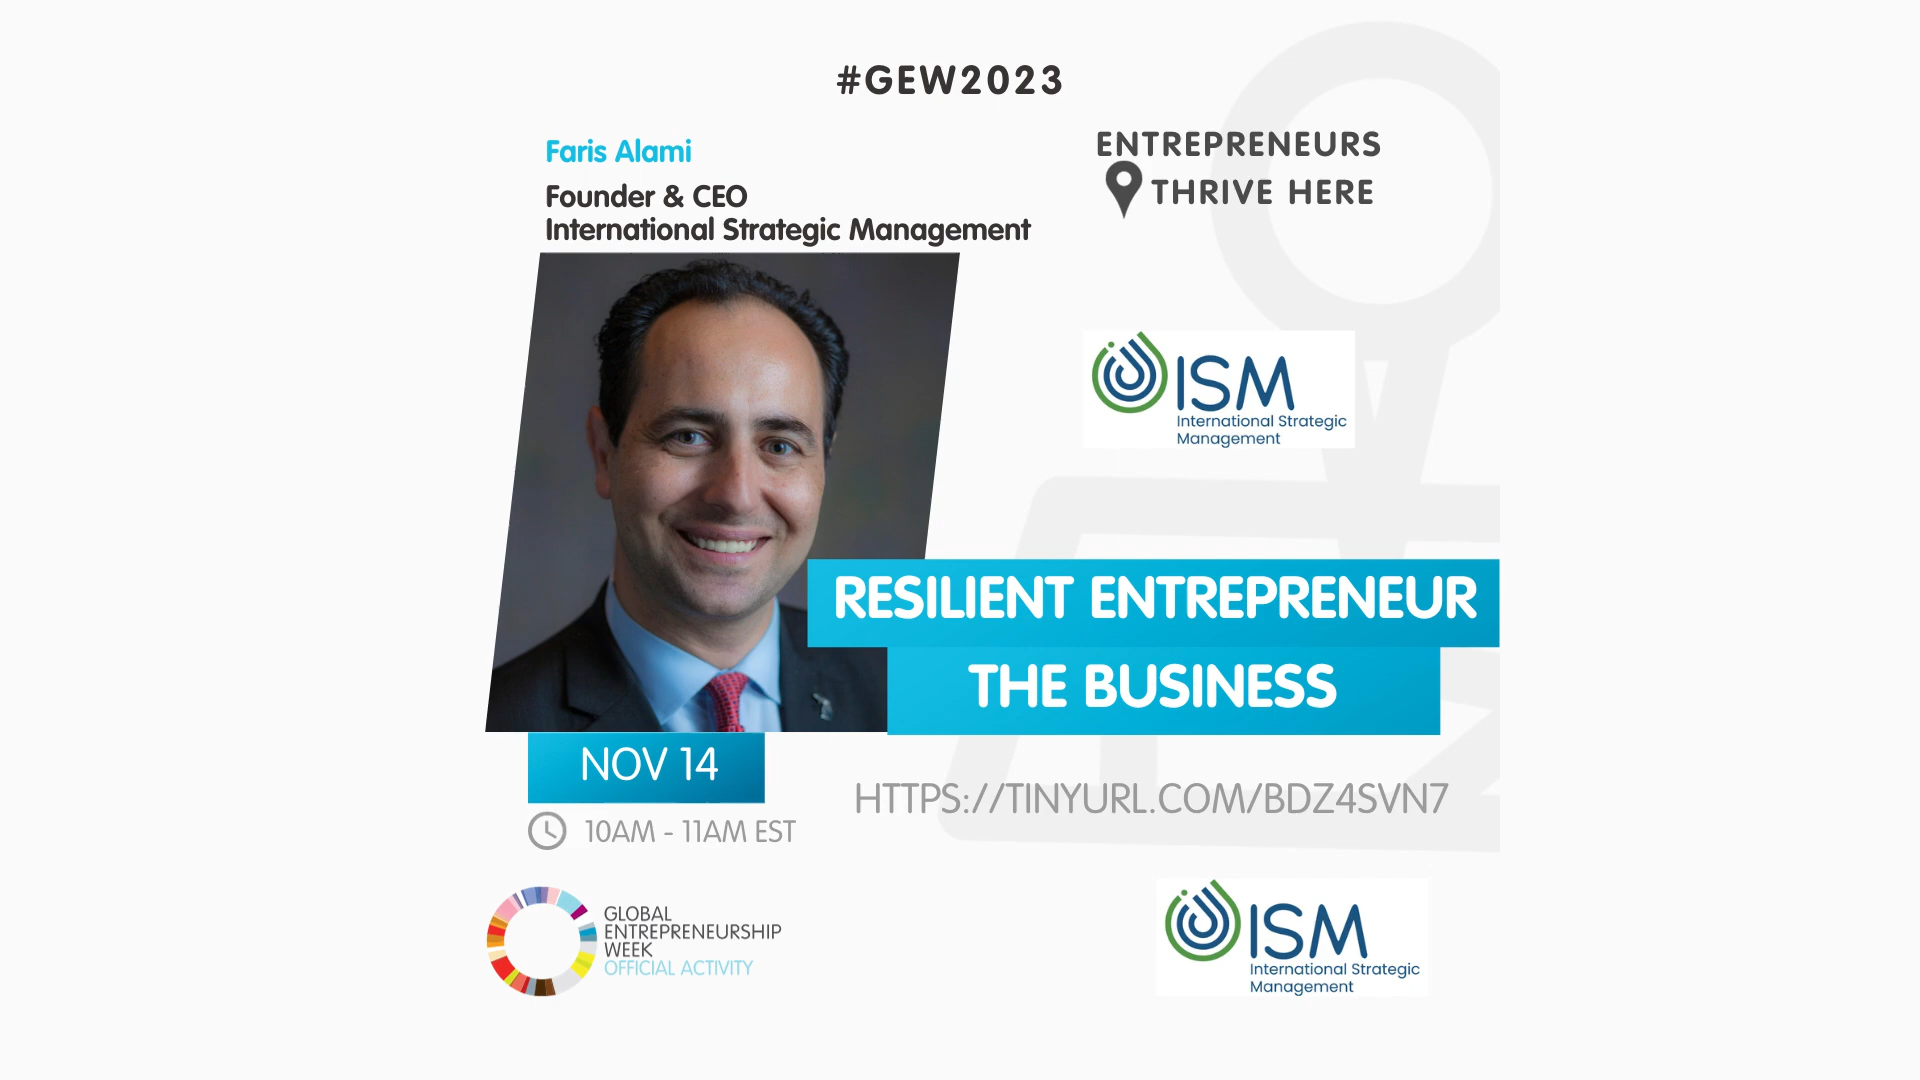 #GEW2023
Faris Alami
Founder & CEO
International Strategic Management
ENTREPRENEURS
THRIVE HERE
ISM
International Strategic
Management
RESILIENT ENTREPRENEUR
THE BUSINESS
NOV 14
10AM - 11AM EST
HTTPS://TINYURL.COM/BDZ4SVN7
GLOBAL
ENTREPRENEURSHIP
WEEK
OFFICIAL ACTIVITY
ISM
International Strategic
Management